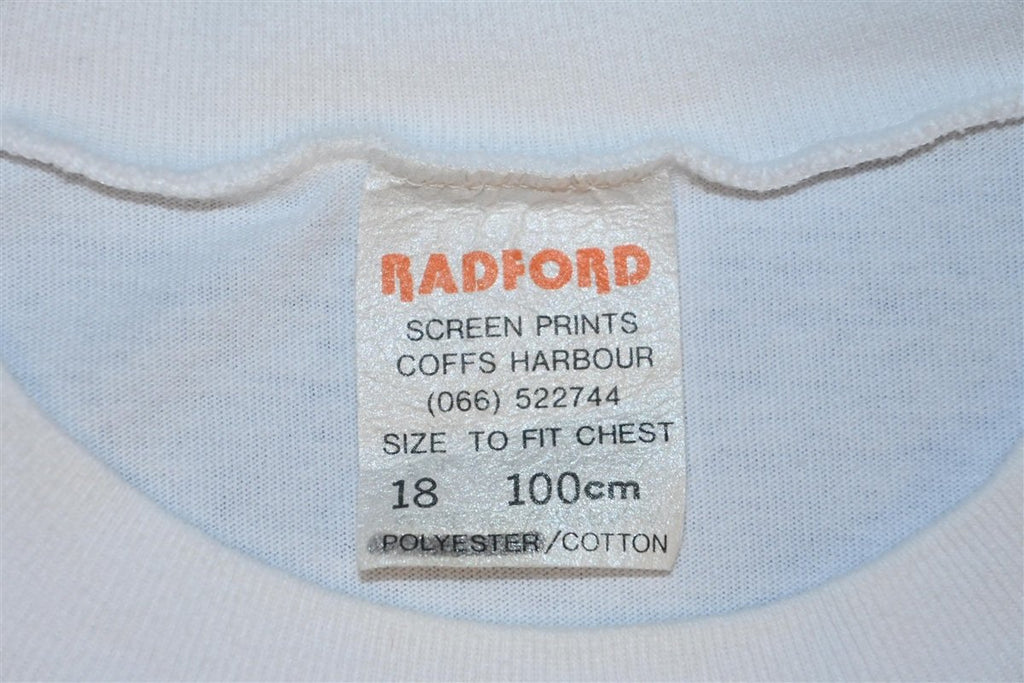 RADFORD
SCREEN PRINTS
COFFS HARBOUR
(066) 522744
SIZE TO FIT CHEST
18 100cm
POLYESTER/COTTON